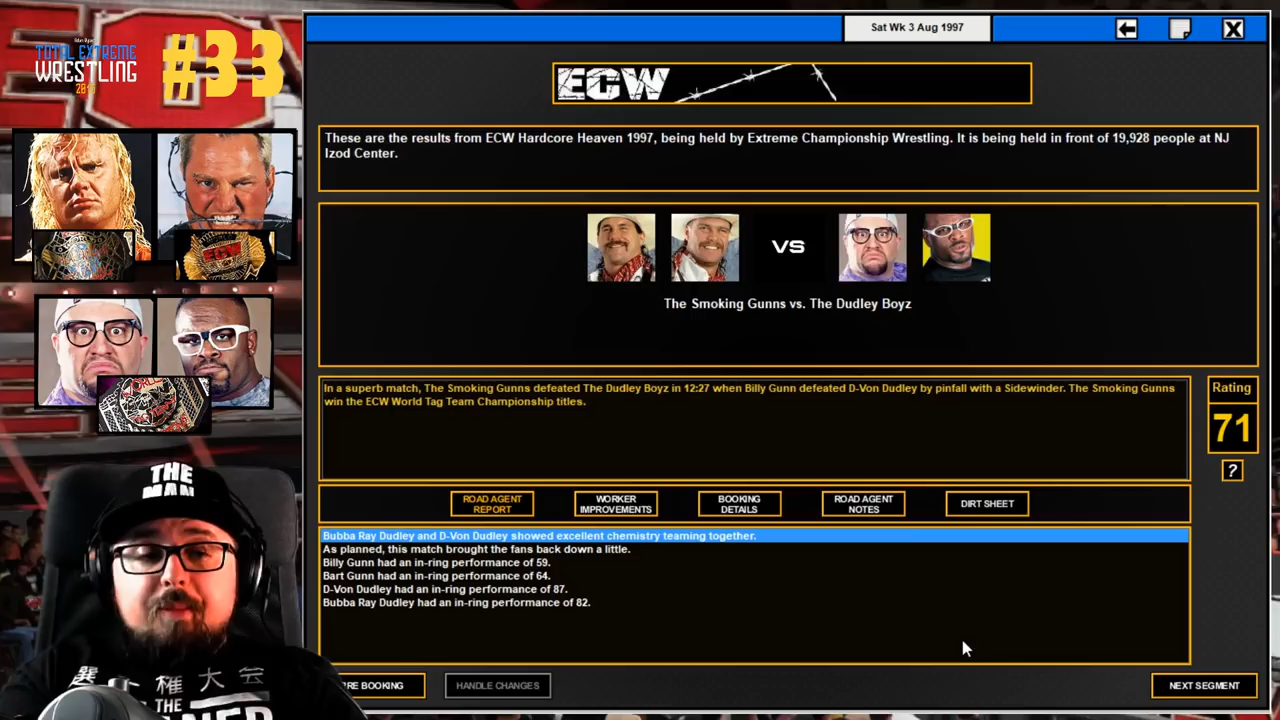 Sat Wk 3 Aug 1997
TOTAL EXTREME
WRESTLING
#33
ECW
These are the results from ECW Hardcore Heaven 1997, being held by Extreme Championship Wrestling. It is being held in front of 19,928 people at NJ
Izod Center.
VS
The Smoking Gunns vs. The Dudley Boyz
In a superb match, The Smoking Gunns defeated The Dudley Boyz in 12:27 when Billy Gunn defeated D-Von Dudley by pinfall with a Sidewinder. The Smoking Gunns
win the ECW World Tag Team Championship titles.
Rating
71
?
ROAD AGENT
REPORT
WORKER
IMPROVEMENTS
BOOKING
DETAILS
ROAD AGENT
NOTES
DIRT SHEET
Bubba Ray Dudley and D-Von Dudley showed excellent chemistry teaming together.
As planned, this match brought the fans back down a little.
Billy Gunn had an in-ring performance of 59.
Bart Gunn had an in-ring performance of 64.
D-Von Dudley had an in-ring performance of 87.
Bubba Ray Dudley had an in-ring performance of 82.
RE BOOKING
HANDLE CHANGES
NEXT SEGMENT
ECW
THE
MAN
選 手 権 大 会
THE